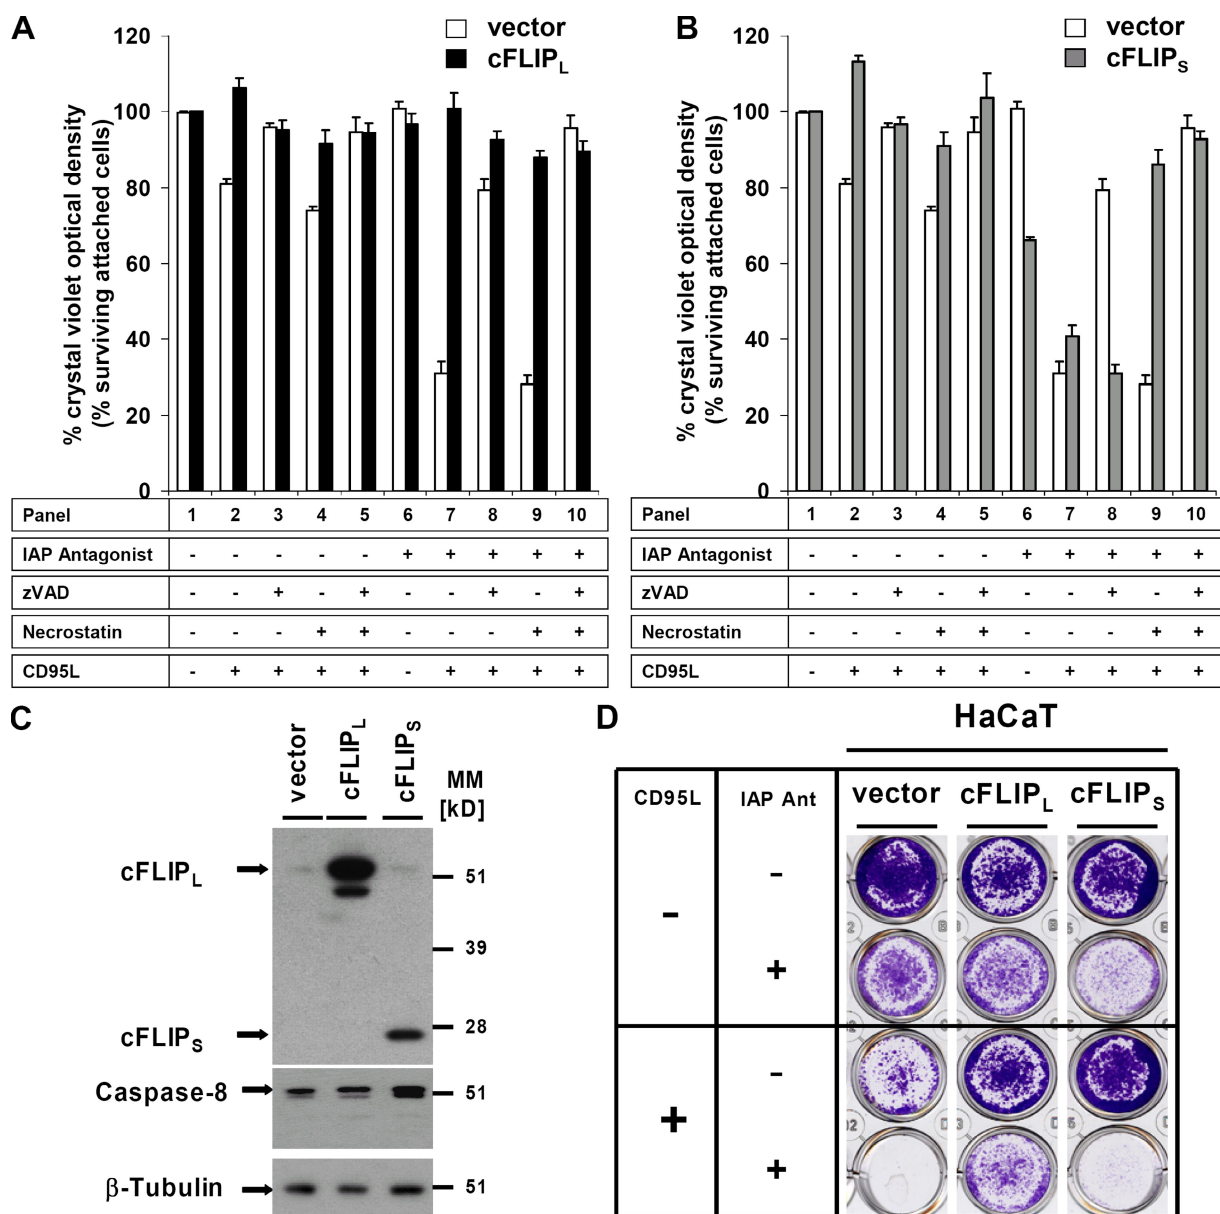 A
vector
cFLIPL
% crystal violet optical density
(% surviving attached cells)
120
100
80
60
40
20
0
Panel 1 2 3 4 5 6 7 8 9 10
IAP Antagonist - - - - - + + + + +
zVAD - - + - + - - + - +
Necrostatin - - - + + - - - + +
CD95L - + + + + - + + + +
B
vector
cFLIPS
% crystal violet optical density
(% surviving attached cells)
120
100
80
60
40
20
0
Panel 1 2 3 4 5 6 7 8 9 10
IAP Antagonist - - - - - + + + + +
zVAD - - + - + - - + - +
Necrostatin - - - + + - - - + +
CD95L - + + + + - + + + +
C
vector
cFLIPL
cFLIPS
MM
[kD]
cFLIPL
51
39
cFLIPS
28
Caspase-8
51
β-Tubulin
51
D
HaCaT
CD95L IAP Ant vector cFLIPL cFLIPS
-
-
+
-
+
+